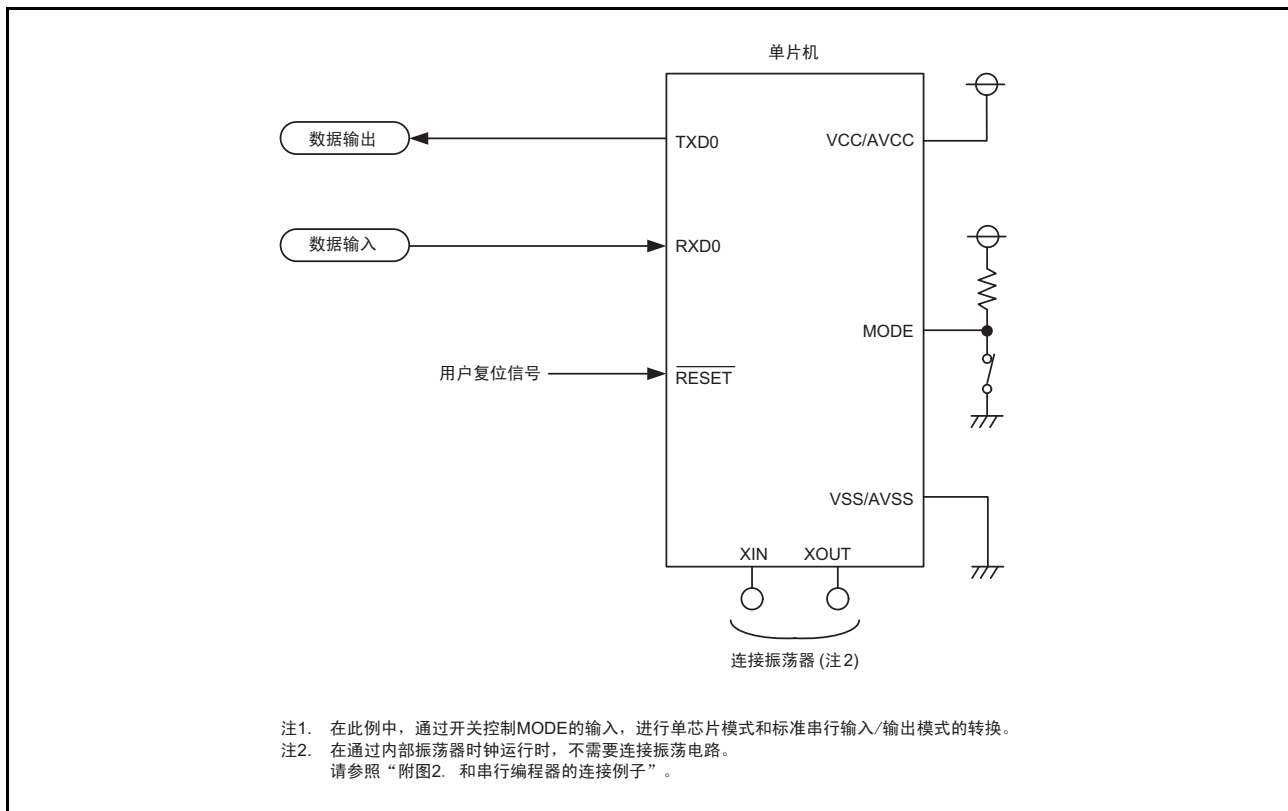 单片机
数据输出
TXD0
VCC/AVCC
数据输入
RXD0
MODE
用户复位信号
RESET
VSS/AVSS
XIN
XOUT
连接振荡器 (注2)
注1. 在此例中，通过开关控制MODE的输入，进行单芯片模式和标准串行输入/输出模式的转换。
注2. 在通过内部振荡器时钟运行时，不需要连接振荡电路。
请参照“附图2. 和串行编程器的连接例子”。